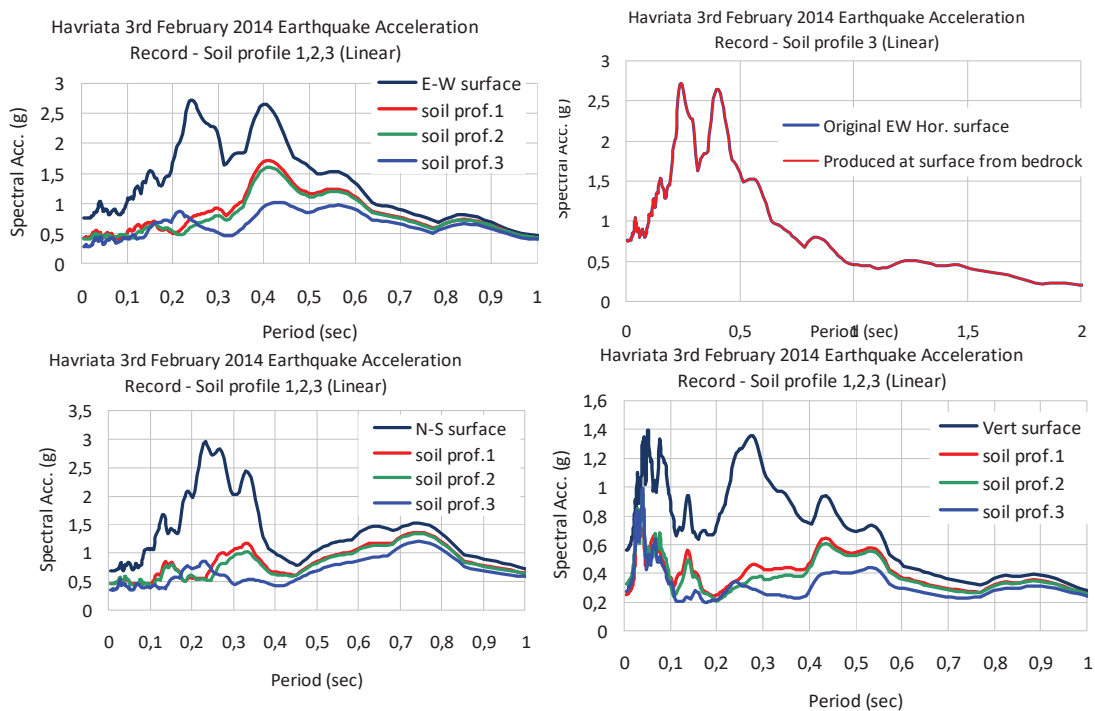 Havriata 3rd February 2014 Earthquake Acceleration
Record - Soil profile 1,2,3 (Linear)
E-W surface
soil prof.1
soil prof.2
soil prof.3
Spectral Acc. (g)
3
2,5
2
1,5
1
0,5
0
0 0,1 0,2 0,3 0,4 0,5 0,6 0,7 0,8 0,9 1
Period (sec)
Havriata 3rd February 2014 Earthquake Acceleration
Record - Soil profile 3 (Linear)
Original EW Hor. surface
Produced at surface from bedrock
Spectral Acc. (g)
3
2,5
2
1,5
1
0,5
0
0 0,5 1 1,5 2
Period (sec)
Havriata 3rd February 2014 Earthquake Acceleration
Record - Soil profile 1,2,3 (Linear)
N-S surface
soil prof.1
soil prof.2
soil prof.3
Spectral Acc. (g)
3,5
3
2,5
2
1,5
1
0,5
0
0 0,1 0,2 0,3 0,4 0,5 0,6 0,7 0,8 0,9 1
Period (sec)
Havriata 3rd February 2014 Earthquake Acceleration
Record - Soil profile 1,2,3 (Linear)
Vert surface
soil prof.1
soil prof.2
soil prof.3
Spectral Acc. (g)
1,6
1,4
1,2
1
0,8
0,6
0,4
0,2
0
0 0,1 0,2 0,3 0,4 0,5 0,6 0,7 0,8 0,9 1
Period (sec)